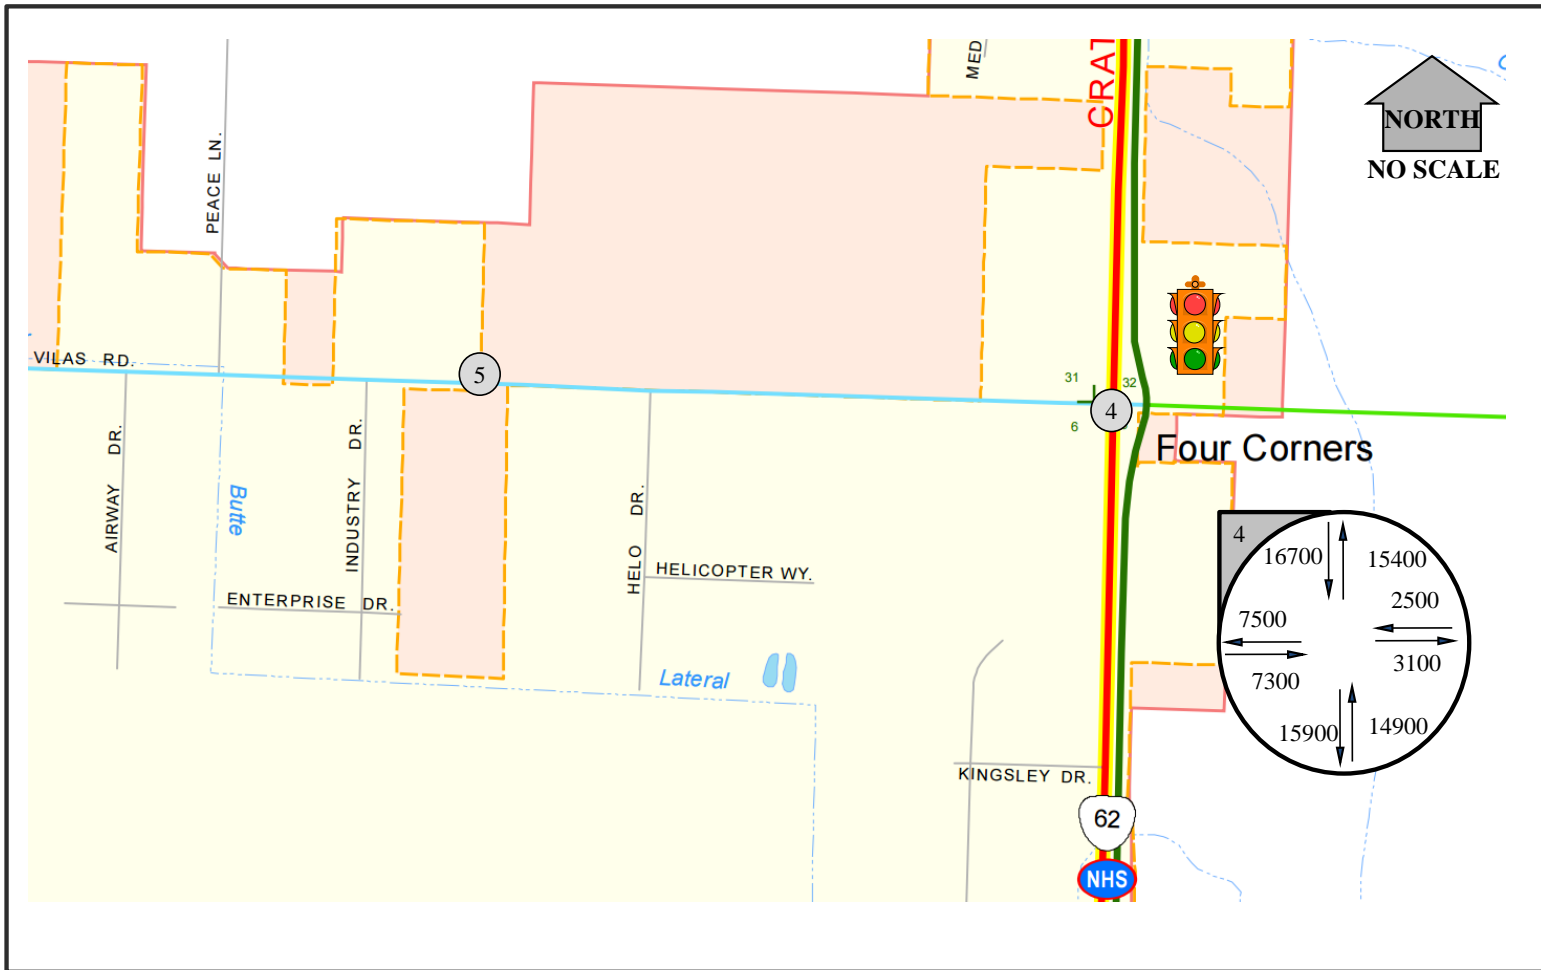 MED
CRAT
NORTH
NO SCALE
PEACE LN.
VILAS RD.
5
31
32
4
6
Four Corners
AIRWAY DR.
Butte
INDUSTRY DR.
HELO DR.
HELICOPTER WY.
ENTERPRISE DR.
Lateral
4
16700
15400
2500
7500
3100
7300
15900
14900
KINGSLEY DR.
62
NHS